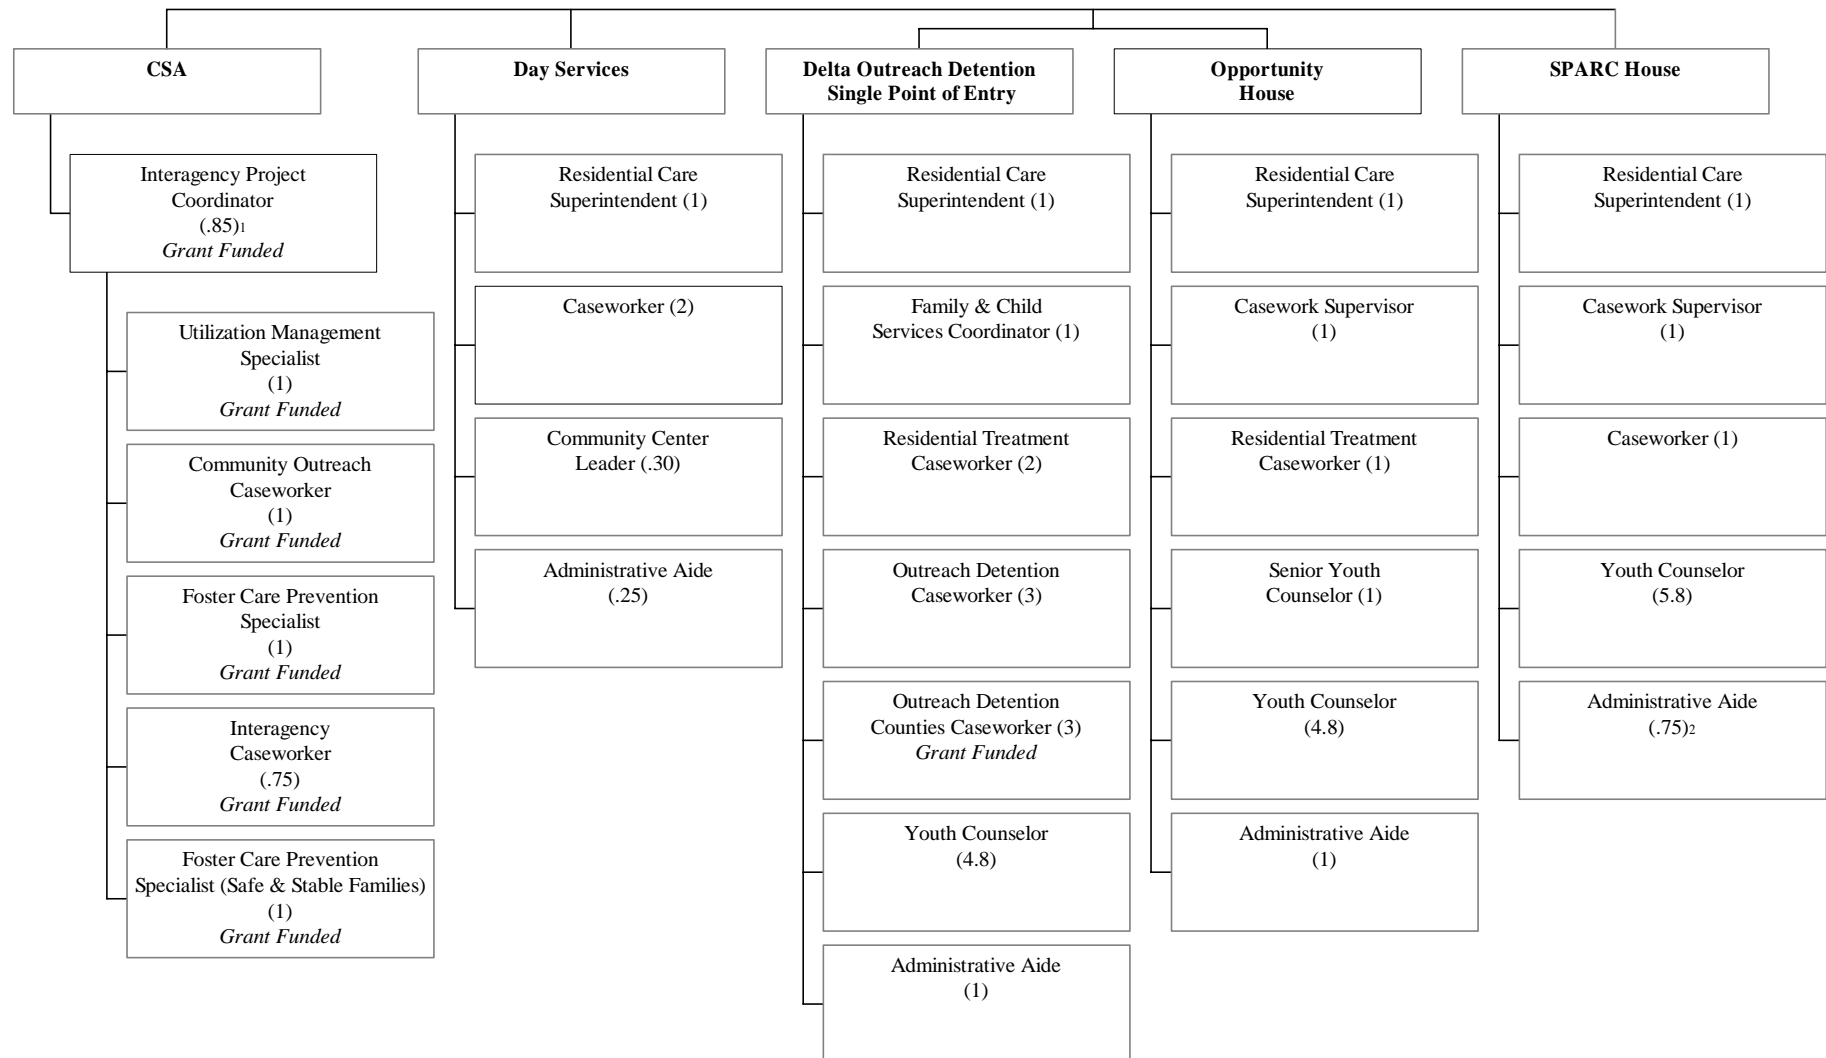 CSA
Day Services
Delta Outreach Detention
Single Point of Entry
Opportunity
House
SPARC House
Interagency Project
Coordinator
(.85)1
Grant Funded
Utilization Management
Specialist
(1)
Grant Funded
Community Outreach
Caseworker
(1)
Grant Funded
Foster Care Prevention
Specialist
(1)
Grant Funded
Interagency
Caseworker
(.75)
Grant Funded
Foster Care Prevention
Specialist (Safe & Stable Families)
(1)
Grant Funded
Residential Care
Superintendent (1)
Caseworker (2)
Community Center
Leader (.30)
Administrative Aide
(.25)
Residential Care
Superintendent (1)
Family & Child
Services Coordinator (1)
Residential Treatment
Caseworker (2)
Outreach Detention
Caseworker (3)
Outreach Detention
Counties Caseworker (3)
Grant Funded
Youth Counselor
(4.8)
Administrative Aide
(1)
Residential Care
Superintendent (1)
Casework Supervisor
(1)
Residential Treatment
Caseworker (1)
Senior Youth
Counselor (1)
Youth Counselor
(4.8)
Administrative Aide
(1)
Residential Care
Superintendent (1)
Casework Supervisor
(1)
Caseworker (1)
Youth Counselor
(5.8)
Administrative Aide
(.75)2